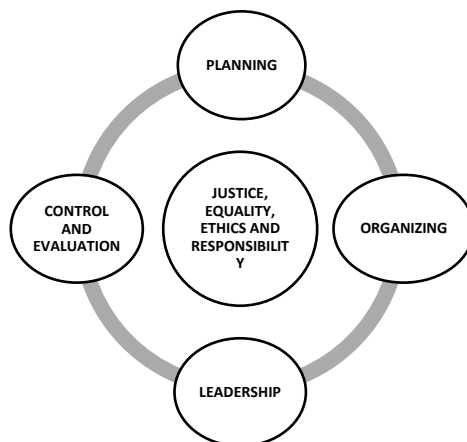 PLANNING
JUSTICE,
EQUALITY,
ETHICS AND
RESPONSIBILIT
Y
CONTROL
AND
EVALUATION
ORGANIZING
LEADERSHIP